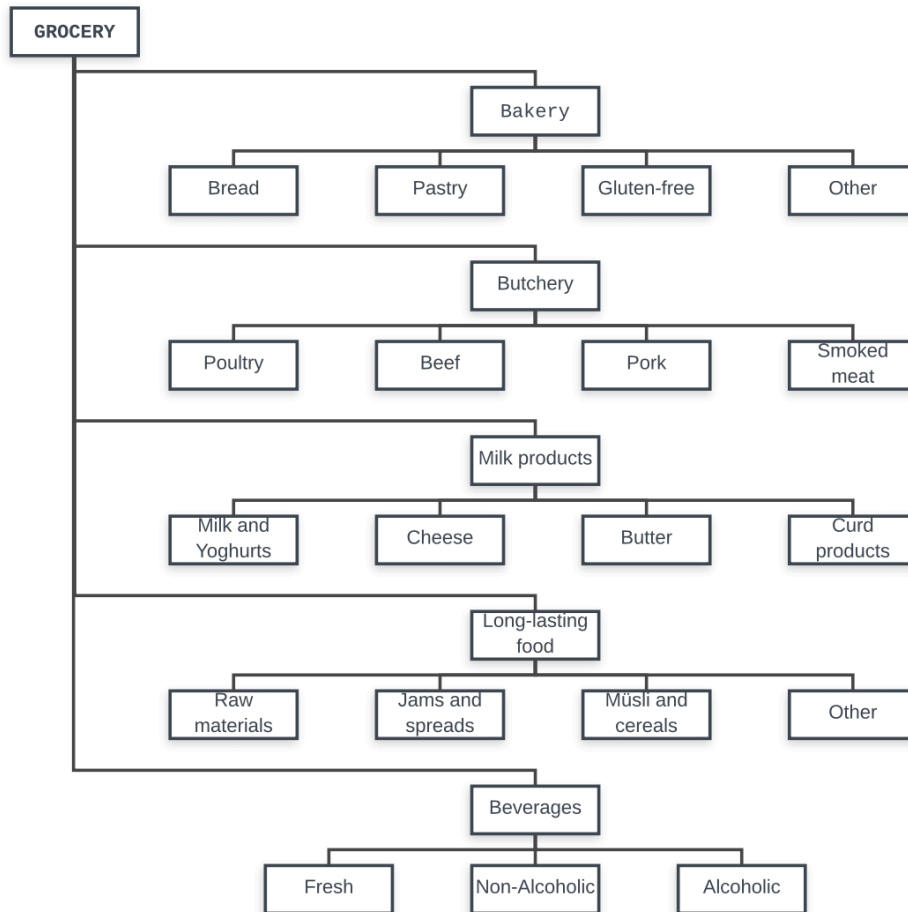 GROCERY
Bakery
Bread
Pastry
Gluten-free
Other
Butchery
Poultry
Beef
Pork
Smoked
meat
Milk products
Milk and
Yoghurts
Cheese
Butter
Curd
products
Long-lasting
food
Raw
materials
Jams and
spreads
Müsli and
cereals
Other
Beverages
Fresh
Non-Alcoholic
Alcoholic